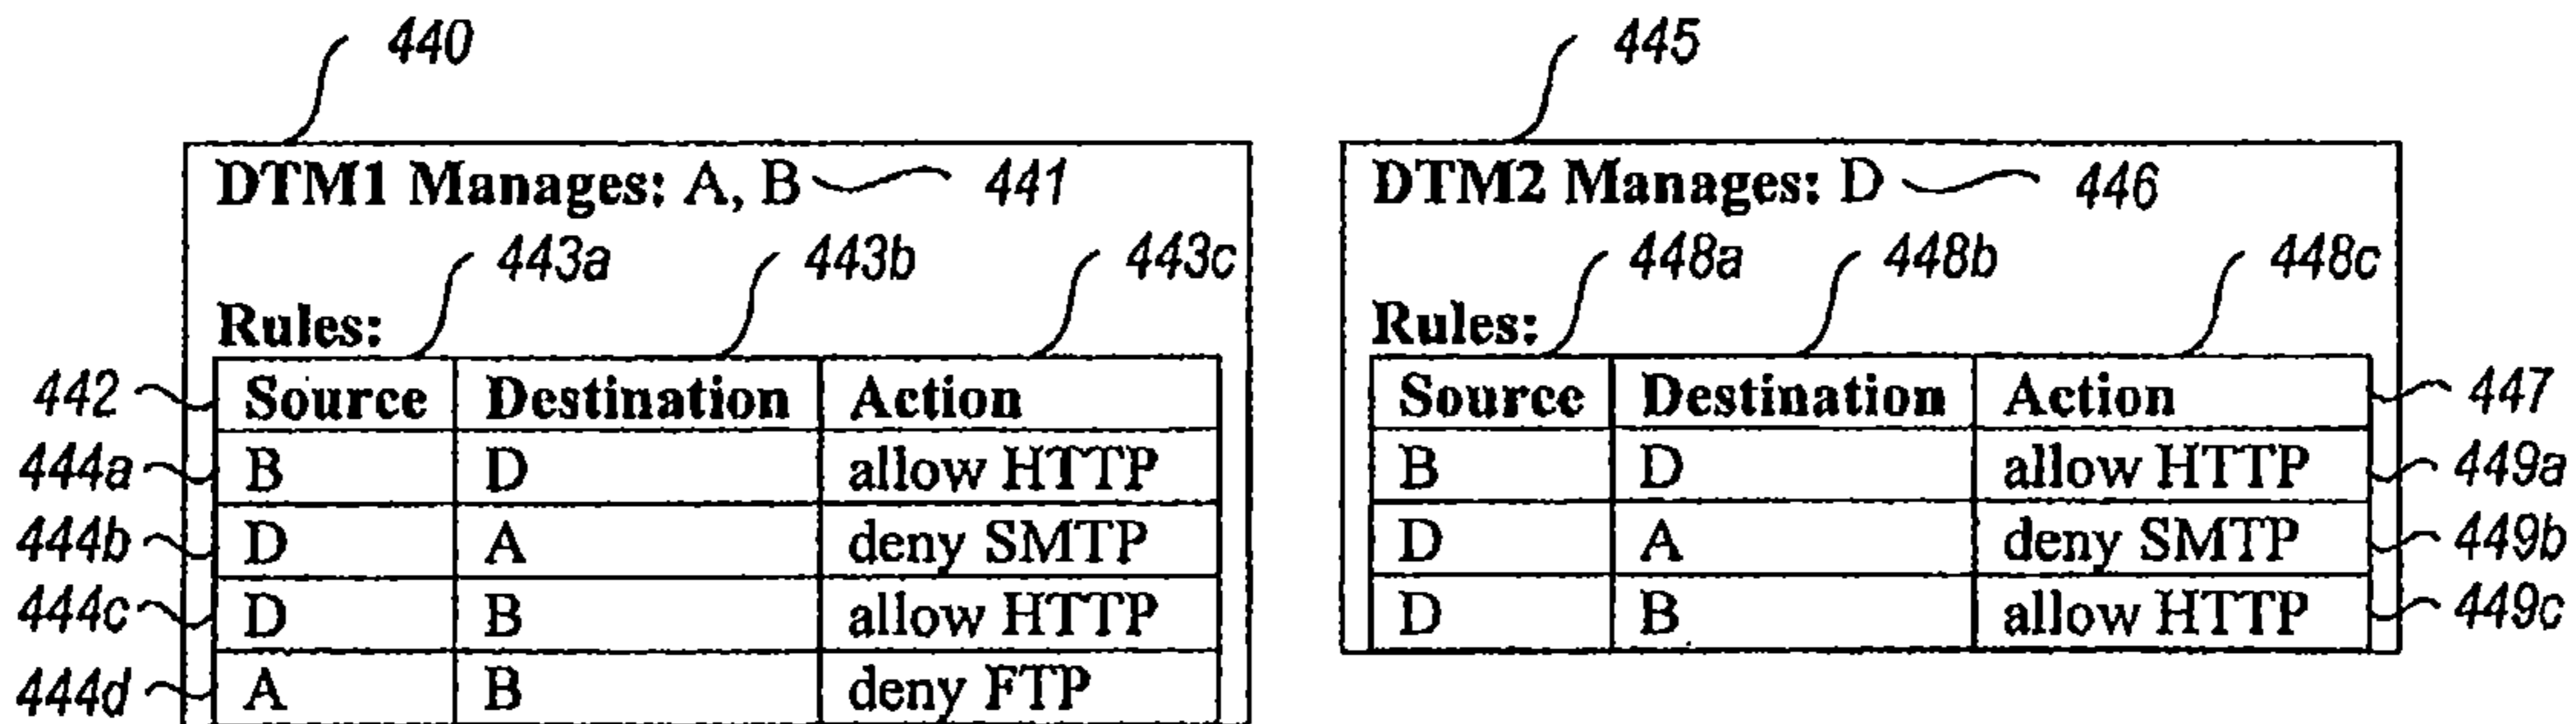 440
DTM1 Manages: A, B 441
443a 443b 443c
Rules:
442 Source Destination Action
444a B D allow HTTP
444b D A deny SMTP
444c D B allow HTTP
444d A B deny FTP
445
DTM2 Manages: D 446
448a 448b 448c
Rules:
Source Destination Action 447
B D allow HTTP 449a
D A deny SMTP 449b
D B allow HTTP 449c